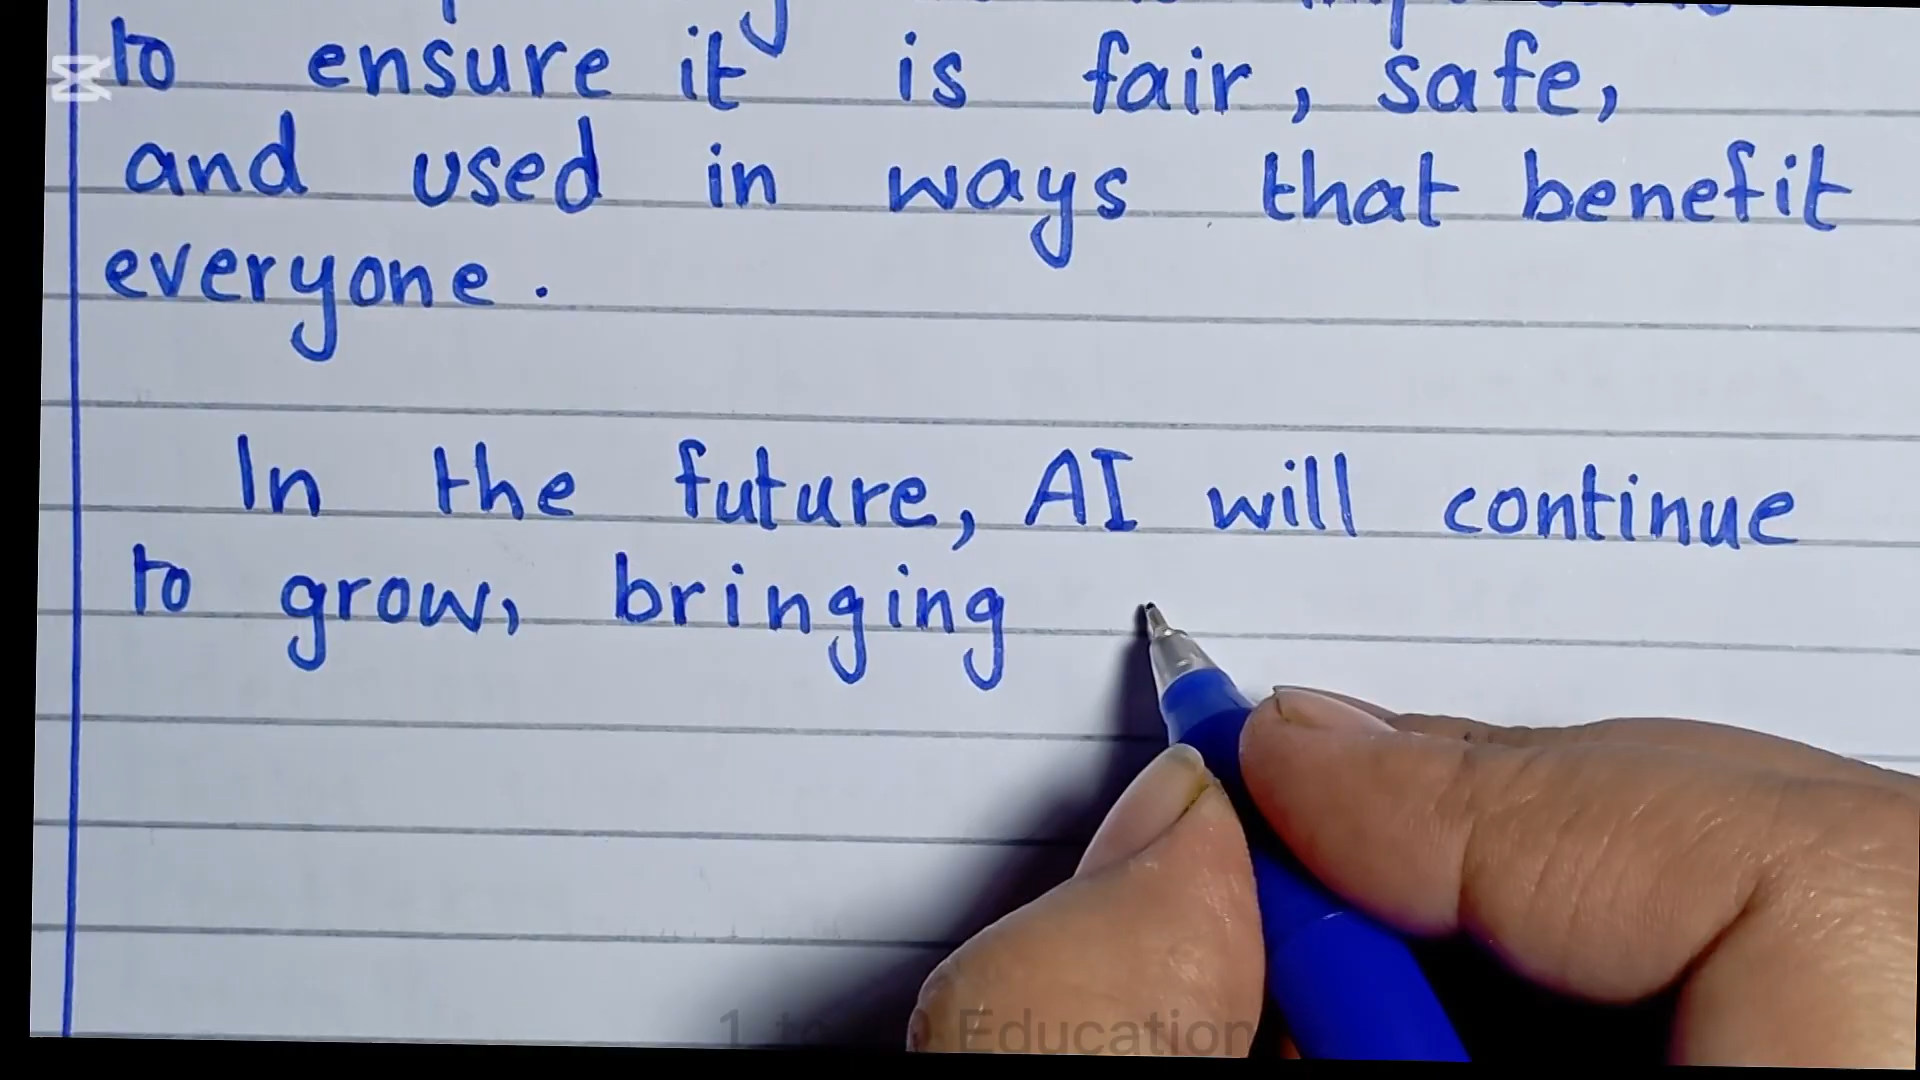 to ensure it is fair, safe,
and used in ways that benefit
everyone.
In the future, AI will continue
to grow, bringing
Education